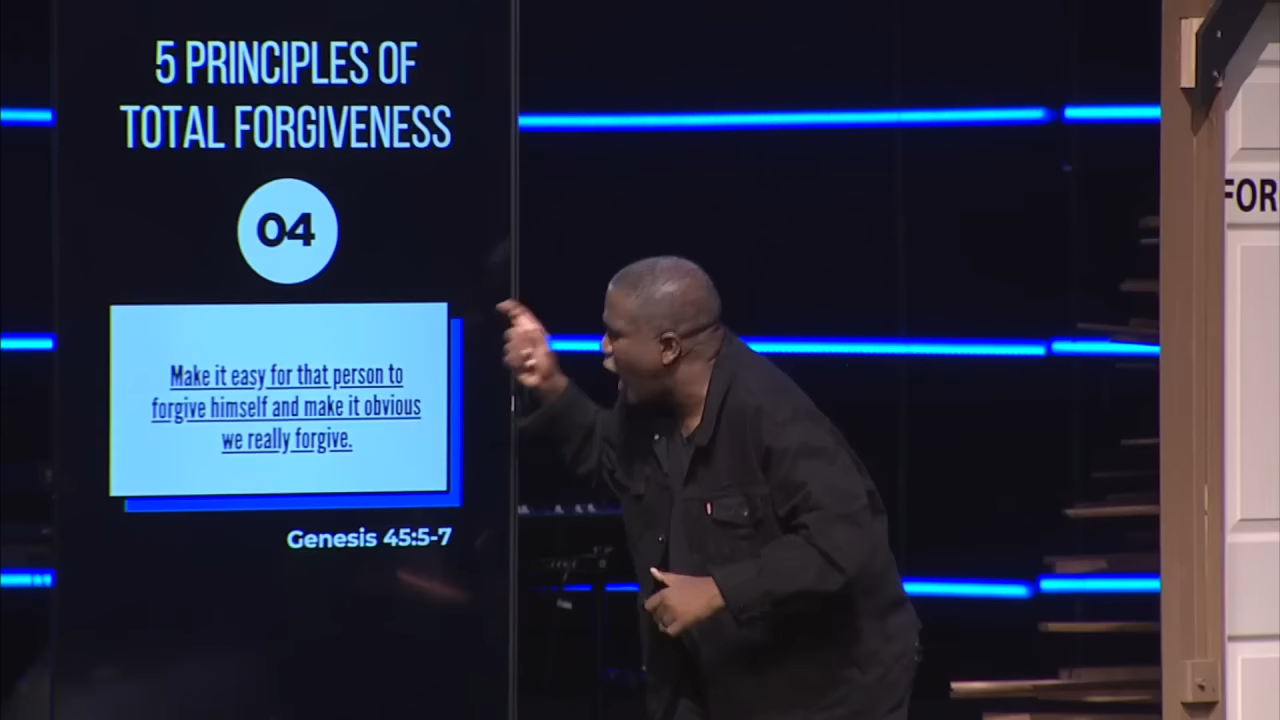 5 PRINCIPLES OF
TOTAL FORGIVENESS
04
Make it easy for that person to
forgive himself and make it obvious
we really forgive.
Genesis 45:5-7
FOR